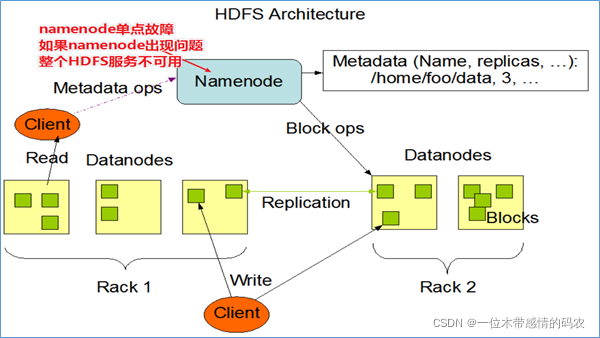 HDFS Architecture
namenode单点故障
如果namenode出现问题
整个HDFS服务不可用
Metadata (Name, replicas, …):
/home/foo/data, 3, …
Namenode
Metadata ops
Client
Block ops
Read
Datanodes
Datanodes
Replication
Blocks
Rack 1
Write
Rack 2
Client
CSDN @一位木带感情的码农